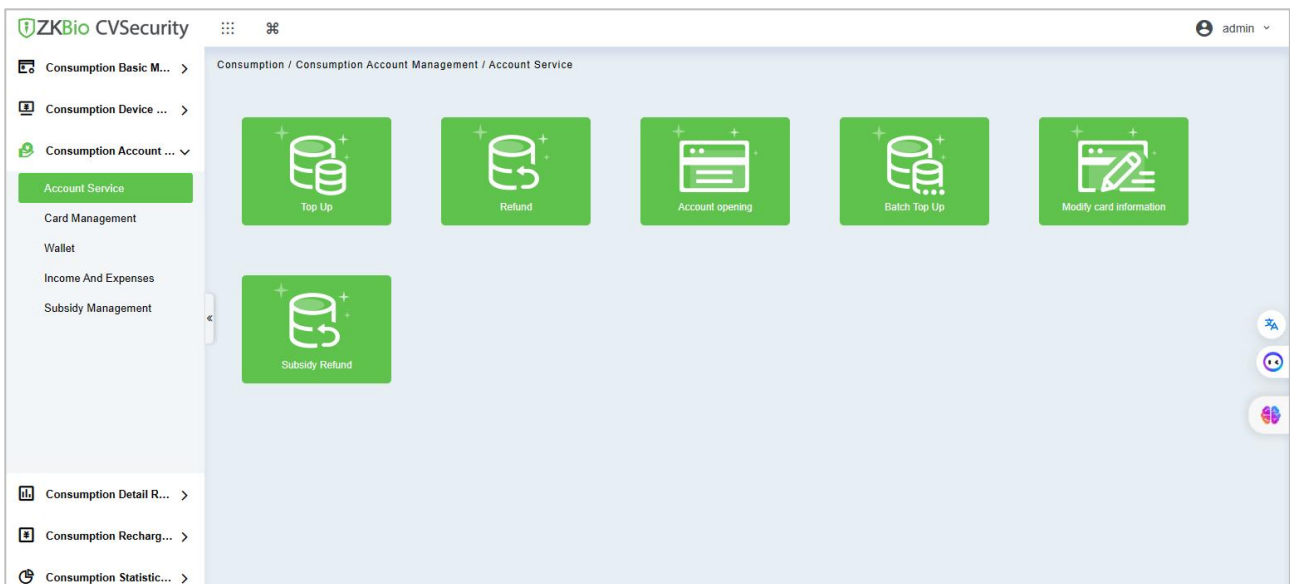 ZKBio CVSecurity
admin
Consumption Basic M...
Consumption Device ...
Consumption Account ...
Account Service
Card Management
Wallet
Income And Expenses
Subsidy Management
Consumption Detail R...
Consumption Recharg...
Consumption Statistic...
Consumption / Consumption Account Management / Account Service
Top Up
Refund
Account opening
Batch Top Up
Modify card information
Subsidy Refund